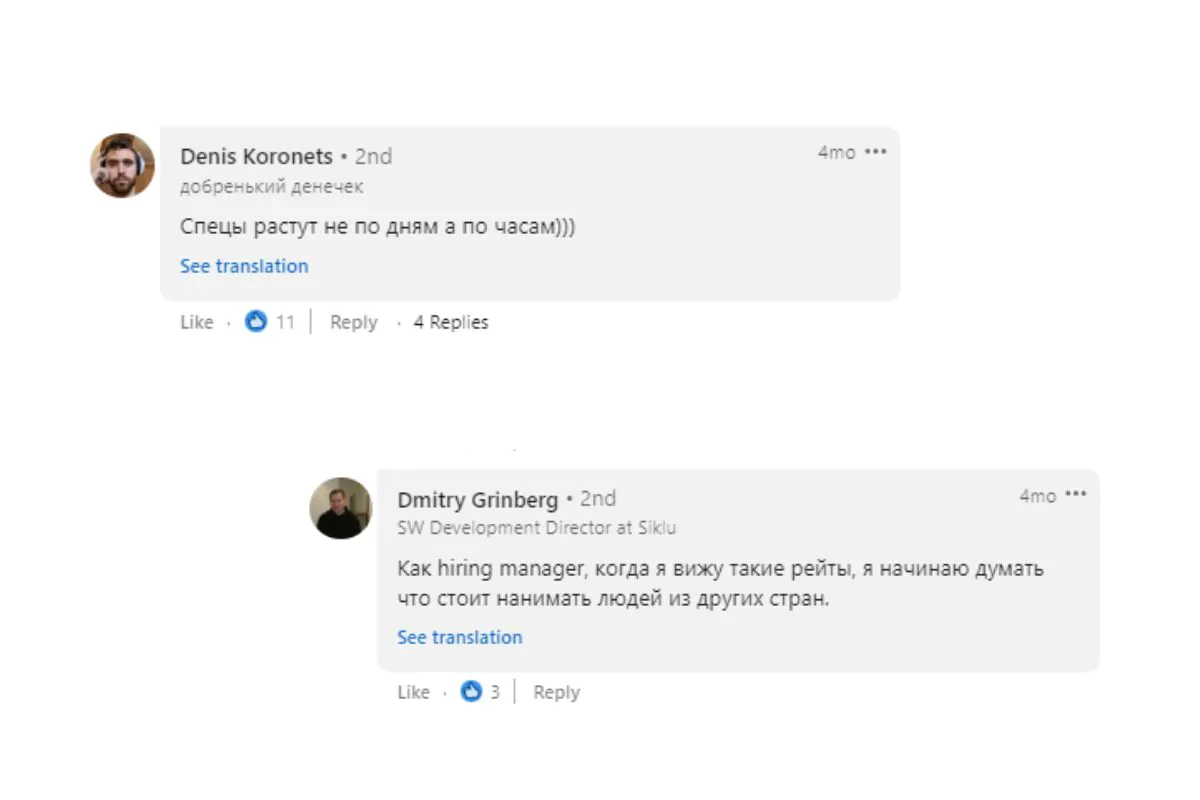 Denis Koronets • 2nd
4mo •••
добренький денечек
Спецы растут не по дням а по часам)))
See translation
Like · 11 | Reply · 4 Replies
Dmitry Grinberg • 2nd
4mo •••
SW Development Director at Siklu
Как hiring manager, когда я вижу такие рейты, я начинаю думать
что стоит нанимать людей из других стран.
See translation
Like · 3 | Reply